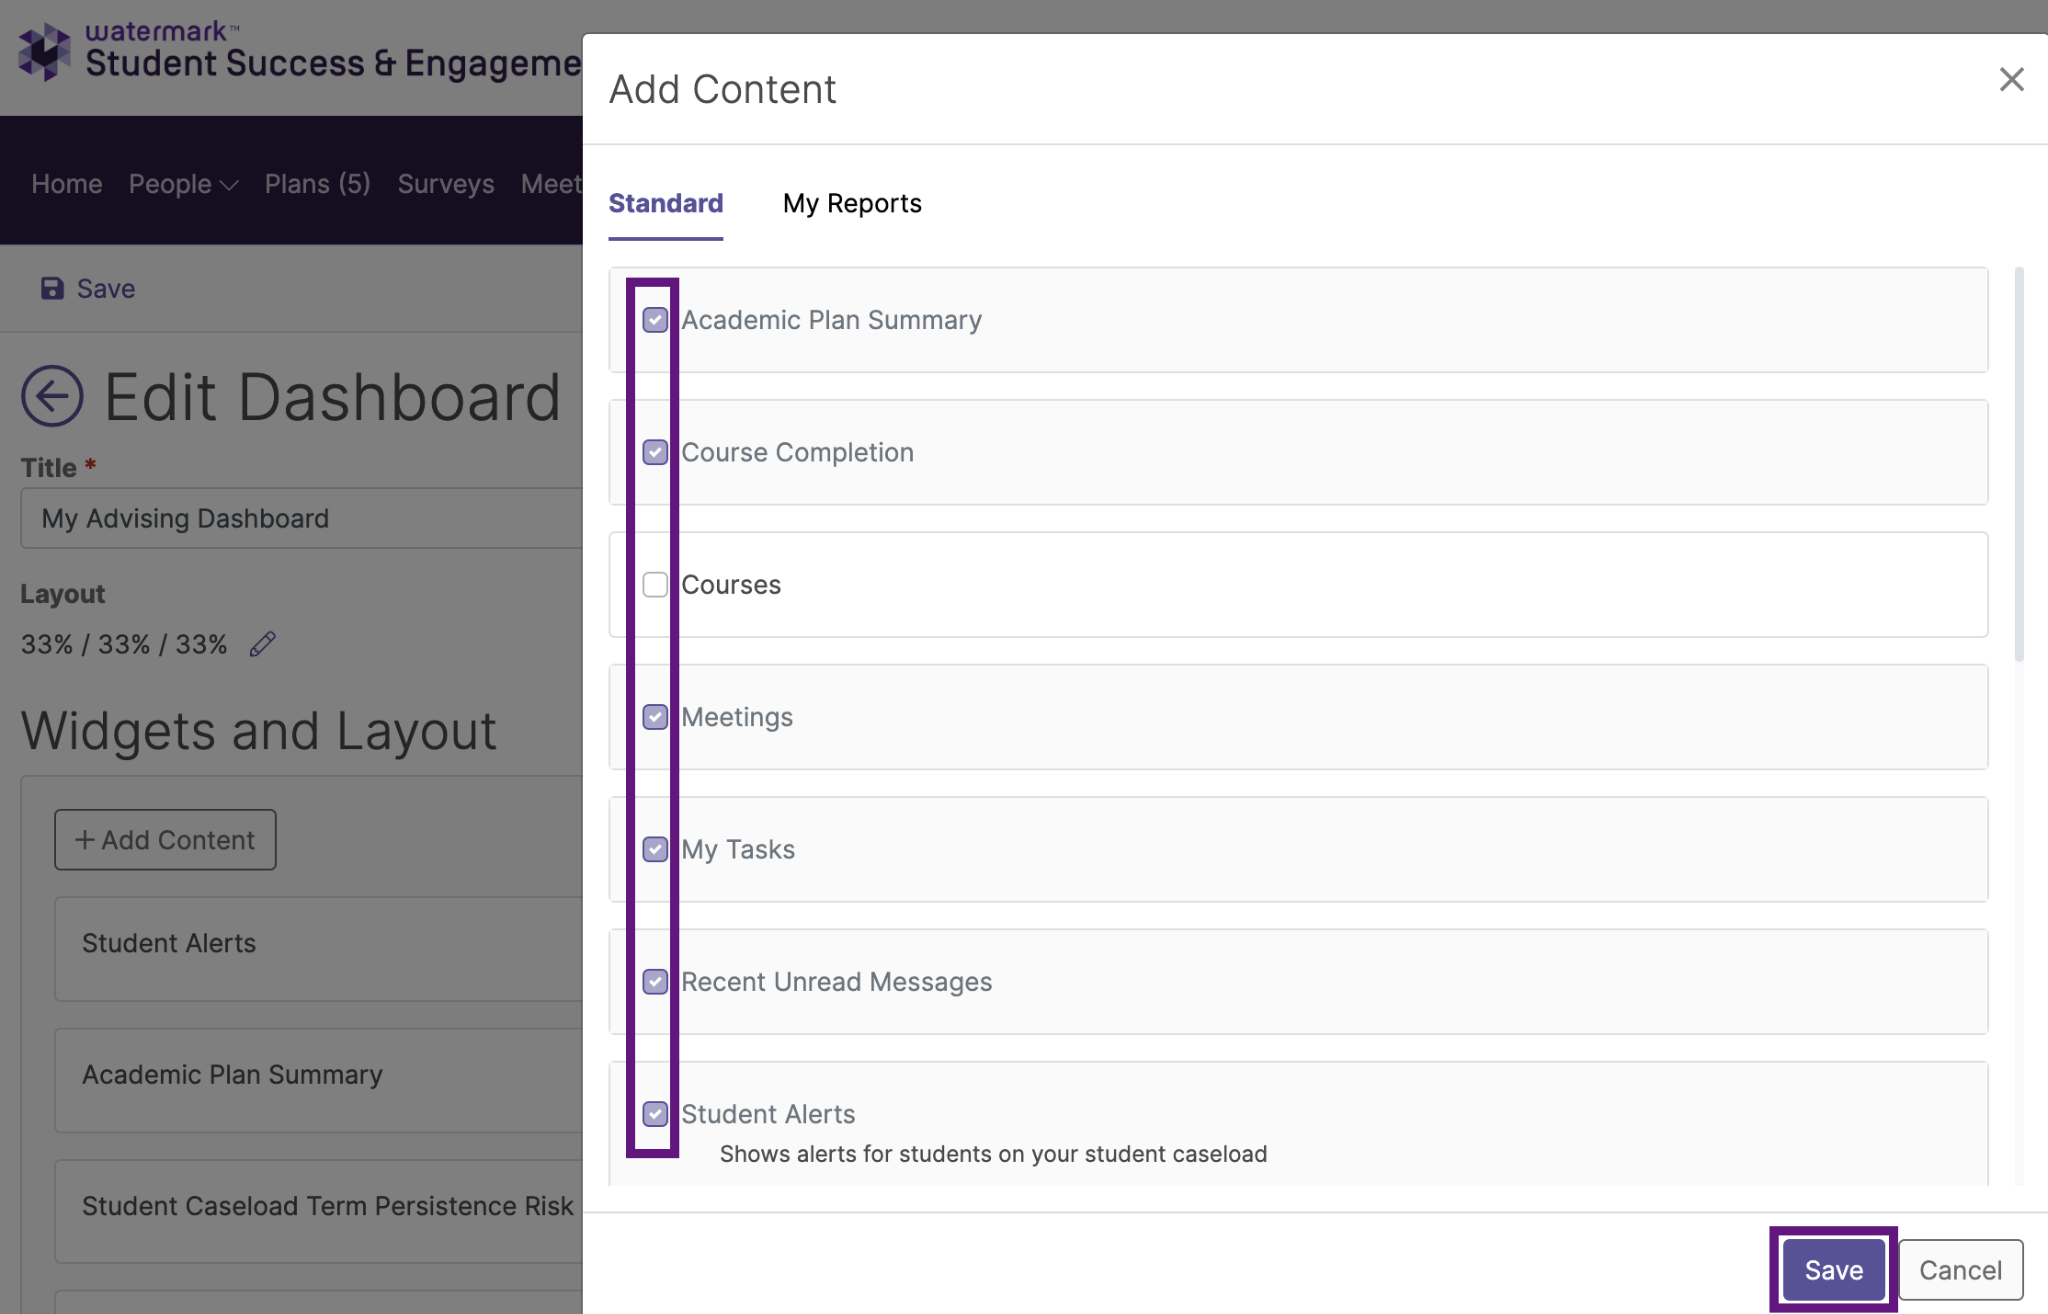 watermark™
Student Success & Engageme
Home People Plans (5) Surveys Meet
Save
Edit Dashboard
Title *
My Advising Dashboard
Layout
33% / 33% / 33%
Widgets and Layout
+ Add Content
Student Alerts
Academic Plan Summary
Student Caseload Term Persistence Risk
Add Content
Standard My Reports
Academic Plan Summary
Course Completion
Courses
Meetings
My Tasks
Recent Unread Messages
Student Alerts
Shows alerts for students on your student caseload
Save Cancel